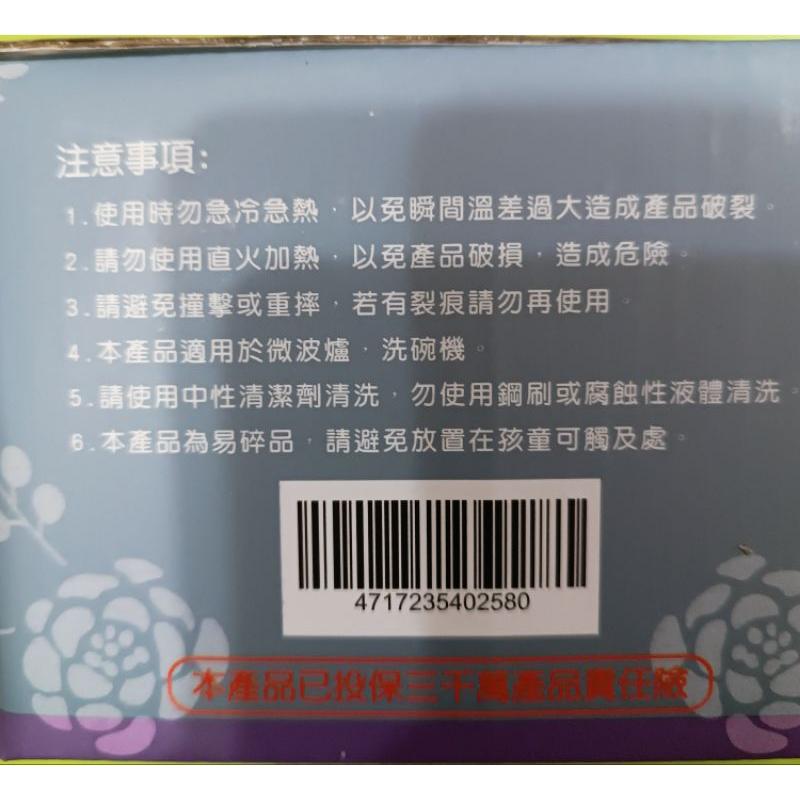 注意事項:
1.使用時勿急冷急熱，以免瞬間溫差過大造成產品破裂。
2.請勿使用直火加熱，以免產品破損，造成危險。
3.請避免撞擊或重摔，若有裂痕請勿再使用。
4.本產品適用於微波爐，洗碗機。
5.請使用中性清潔劑清洗，勿使用鋼刷或腐蝕性液體清洗。
6.本產品為易碎品，請避免放置在孩童可觸及處。
4717235402580
本產品已投保三千萬產品責任險